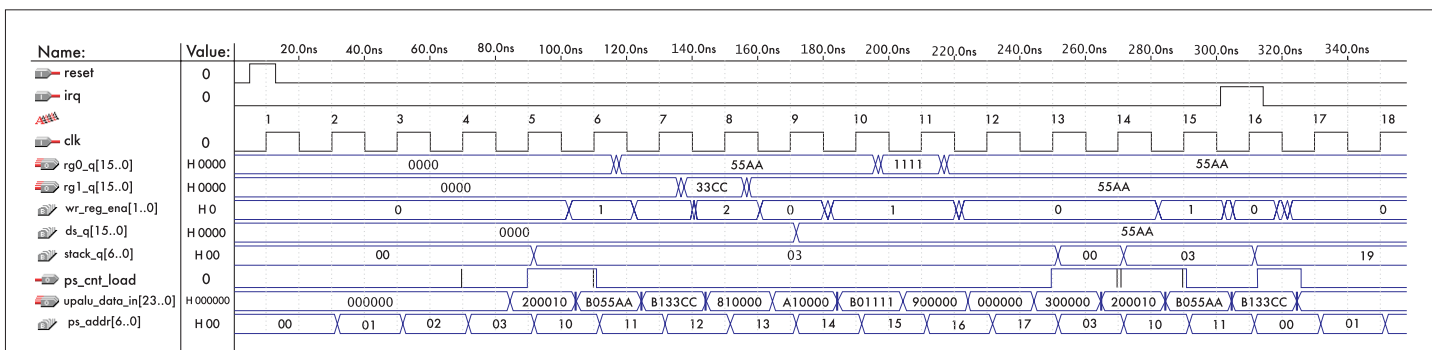 Name: Value: 20.0ns 40.0ns 60.0ns 80.0ns 100.0ns 120.0ns 140.0ns 160.0ns 180.0ns 200.0ns 220.0ns 240.0ns 260.0ns 280.0ns 300.0ns 320.0ns 340.0ns
reset 0
irq 0
1 2 3 4 5 6 7 8 9 10 11 12 13 14 15 16 17 18
clk 0
rg0_q[15..0] H 0000 0000 55AA 1111 55AA
rg1_q[15..0] H 0000 0000 33CC 55AA
wr_reg_ena[1..0] H 0 0 1 2 0 1 0 1 0 0
ds_q[15..0] H 0000 0000 55AA
stack_q[6..0] H 00 00 03 00 03 19
ps_cnt_load 0
upalu_data_in[23..0] H 000000 000000 200010 B055AA B133CC 810000 A10000 B01111 900000 000000 300000 200010 B055AA B133CC
ps_addr[6..0] H 00 00 01 02 03 10 11 12 13 14 15 16 17 03 10 11 00 01